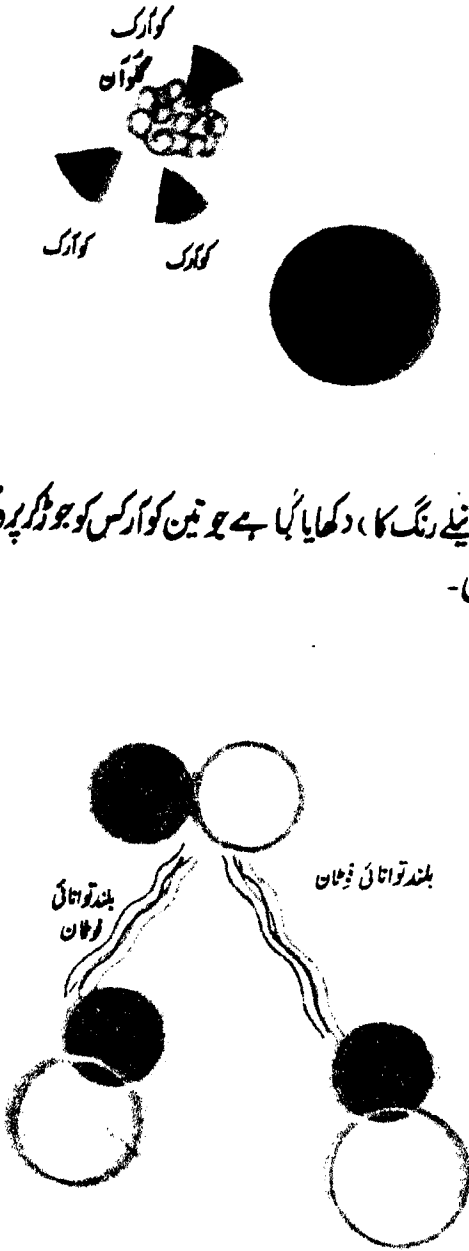 کوآرک
گلوآن
کوآرک
کوآرک
نیلے رنگ کا) دکھایا گیا ہے جو تین کوآرکس کو جوڑ کر
بلند توانائی فوٹان
بلند توانائی
فوٹان